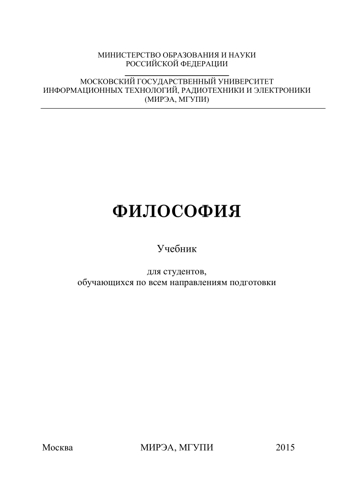 МИНИСТЕРСТВО ОБРАЗОВАНИЯ И НАУКИ
РОССИЙСКОЙ ФЕДЕРАЦИИ
МОСКОВСКИЙ ГОСУДАРСТВЕННЫЙ УНИВЕРСИТЕТ
ИНФОРМАЦИОННЫХ ТЕХНОЛОГИЙ, РАДИОТЕХНИКИ И ЭЛЕКТРОНИКИ
(МИРЭА, МГУПИ)
ФИЛОСОФИЯ
Учебник
для студентов,
обучающихся по всем направлениям подготовки
Москва МИРЭА, МГУПИ 2015